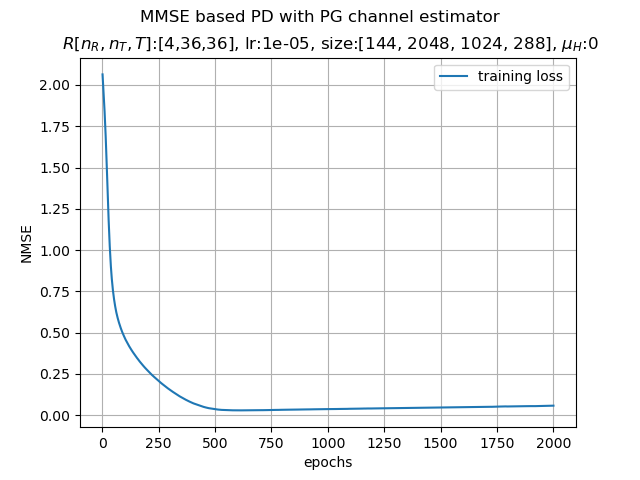 MMSE based PD with PG channel estimator
R[n_R, n_T, T]:[4,36,36], lr:1e-05, size:[144, 2048, 1024, 288], μ_H:0
training loss
2.00
1.75
1.50
1.25
1.00
0.75
0.50
0.25
0.00
NMSE
0 250 500 750 1000 1250 1500 1750 2000
epochs